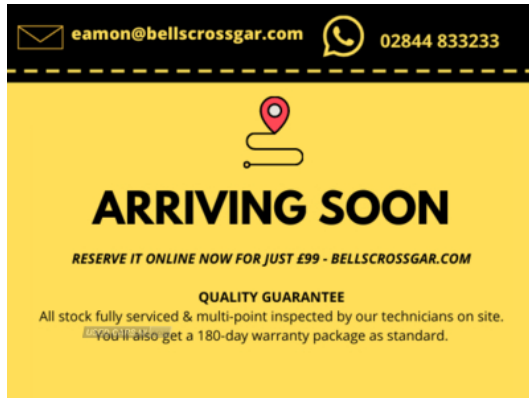 eamon@bellscrossgar.com
02844 833233
ARRIVING SOON
RESERVE IT ONLINE NOW FOR JUST £99 - BELLSCROSSGAR.COM
QUALITY GUARANTEE
All stock fully serviced & multi-point inspected by our technicians on site.
You'll also get a 180-day warranty package as standard.